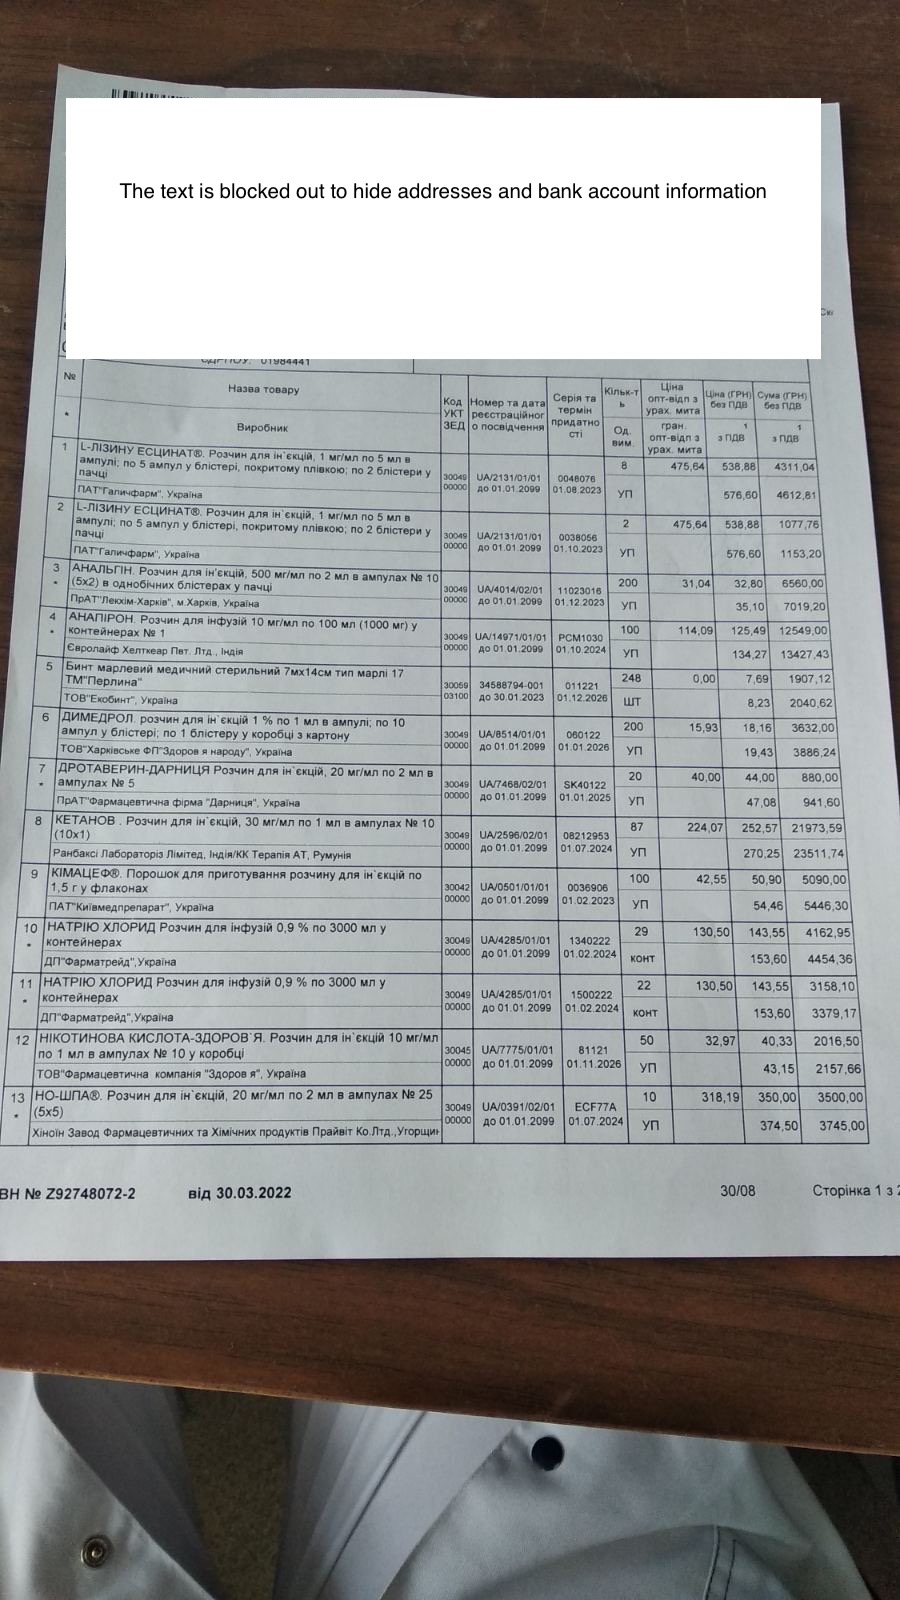 The text is blocked out to hide addresses and bank account information
ЄДРПОУ: 01984441
№
*
Назва товару
Виробник
Код УКТ ЗЕД
Номер та дата реєстраційного посвідчення
Серія та термін придатності
Кільк-ть
Од. вим.
Ціна опт-відп з урах. мита
гран. опт-відп з урах. мита
Ціна (ГРН) без ПДВ
1
з ПДВ
Сума (ГРН) без ПДВ
1
з ПДВ
1 L-ЛІЗИНУ ЕСЦИНАТ®. Розчин для ін`єкцій, 1 мг/мл по 5 мл в 8 475,64 538,88 4311,04
ампулі; по 5 ампул у блістері, покритому плівкою; по 2 блістери у
пачці 30049 00000 UA/2131/01/01 до 01.01.2099 0048076 01.08.2023
ПАТ"Галичфарм", Україна УП 576,60 4612,81
2 L-ЛІЗИНУ ЕСЦИНАТ®. Розчин для ін`єкцій, 1 мг/мл по 5 мл в 2 475,64 538,88 1077,76
ампулі; по 5 ампул у блістері, покритому плівкою; по 2 блістери у
пачці 30049 00000 UA/2131/01/01 до 01.01.2099 0038056 01.10.2023
ПАТ"Галичфарм", Україна УП 576,60 1153,20
3 * АНАЛЬГІН. Розчин для ін'єкцій, 500 мг/мл по 2 мл в ампулах № 10 200 31,04 32,80 6560,00
(5х2) в однобічних блістерах у пачці 30049 00000 UA/4014/02/01 до 01.01.2099 11023016 01.12.2023
ПрАТ"Лекхім-Харків", м.Харків, Україна УП 35,10 7019,20
4 * АНАПІРОН. Розчин для інфузій 10 мг/мл по 100 мл (1000 мг) у 100 114,09 125,49 12549,00
контейнерах № 1 30049 00000 UA/14971/01/01 до 01.01.2099 PCM1030 01.10.2024
Євролайф Хелткеар Пвт. Лтд., Індія УП 134,27 13427,43
5 Бинт марлевий медичний стерильний 7мх14см тип марлі 17 248 0,00 7,69 1907,12
ТМ"Перлина" 30059 03100 34588794-001 до 30.01.2023 011221 01.12.2026
ТОВ"Екобинт", Україна ШТ 8,23 2040,62
6 ДИМЕДРОЛ. розчин для ін`єкцій 1 % по 1 мл в ампулі; по 10 200 15,93 18,16 3632,00
ампул у блістері; по 1 блістеру у коробці з картону 30049 00000 UA/8514/01/01 до 01.01.2099 060122 01.01.2026
ТОВ"Харківське ФП"Здоров я народу", Україна УП 19,43 3886,24
7 * ДРОТАВЕРИН-ДАРНИЦЯ Розчин для ін`єкцій, 20 мг/мл по 2 мл в 20 40,00 44,00 880,00
ампулах № 5 30049 00000 UA/7468/02/01 до 01.01.2099 SK40122 01.01.2025
ПрАТ"Фармацевтична фірма "Дарниця", Україна УП 47,08 941,60
8 КЕТАНОВ . Розчин для ін`єкцій, 30 мг/мл по 1 мл в ампулах № 10 87 224,07 252,57 21973,59
(10х1) 30049 00000 UA/2596/02/01 до 01.01.2099 08212953 01.07.2024
Ранбаксі Лабораторіз Лімітед, Індія/КК Терапія АТ, Румунія УП 270,25 23511,74
9 КІМАЦЕФ®. Порошок для приготування розчину для ін`єкцій по 100 42,55 50,90 5090,00
1,5 г у флаконах 30042 00000 UA/0501/01/01 до 01.01.2099 0036906 01.02.2023
ПАТ"Київмедпрепарат", Україна УП 54,46 5446,30
10 * НАТРІЮ ХЛОРИД Розчин для інфузій 0,9 % по 3000 мл у 29 130,50 143,55 4162,95
контейнерах 30049 00000 UA/4285/01/01 до 01.01.2099 1340222 01.02.2024
ДП"Фарматрейд",Україна конт 153,60 4454,36
11 * НАТРІЮ ХЛОРИД Розчин для інфузій 0,9 % по 3000 мл у 22 130,50 143,55 3158,10
контейнерах 30049 00000 UA/4285/01/01 до 01.01.2099 1500222 01.02.2024
ДП"Фарматрейд",Україна конт 153,60 3379,17
12 НІКОТИНОВА КИСЛОТА-ЗДОРОВ`Я. Розчин для ін`єкцій 10 мг/мл 50 32,97 40,33 2016,50
по 1 мл в ампулах № 10 у коробці 30045 00000 UA/7775/01/01 до 01.01.2099 81121 01.11.2026
ТОВ"Фармацевтична компанія "Здоров я", Україна УП 43,15 2157,66
13 * НО-ШПА®. Розчин для ін`єкцій, 20 мг/мл по 2 мл в ампулах № 25 10 318,19 350,00 3500,00
(5х5) 30049 00000 UA/0391/02/01 до 01.01.2099 ECF77A 01.07.2024
Хіноїн Завод Фармацевтичних та Хімічних продуктів Прайвіт Ко.Лтд.,Угорщин УП 374,50 3745,00
ВН № Z92748072-2 від 30.03.2022 30/08 Сторінка 1 з 2